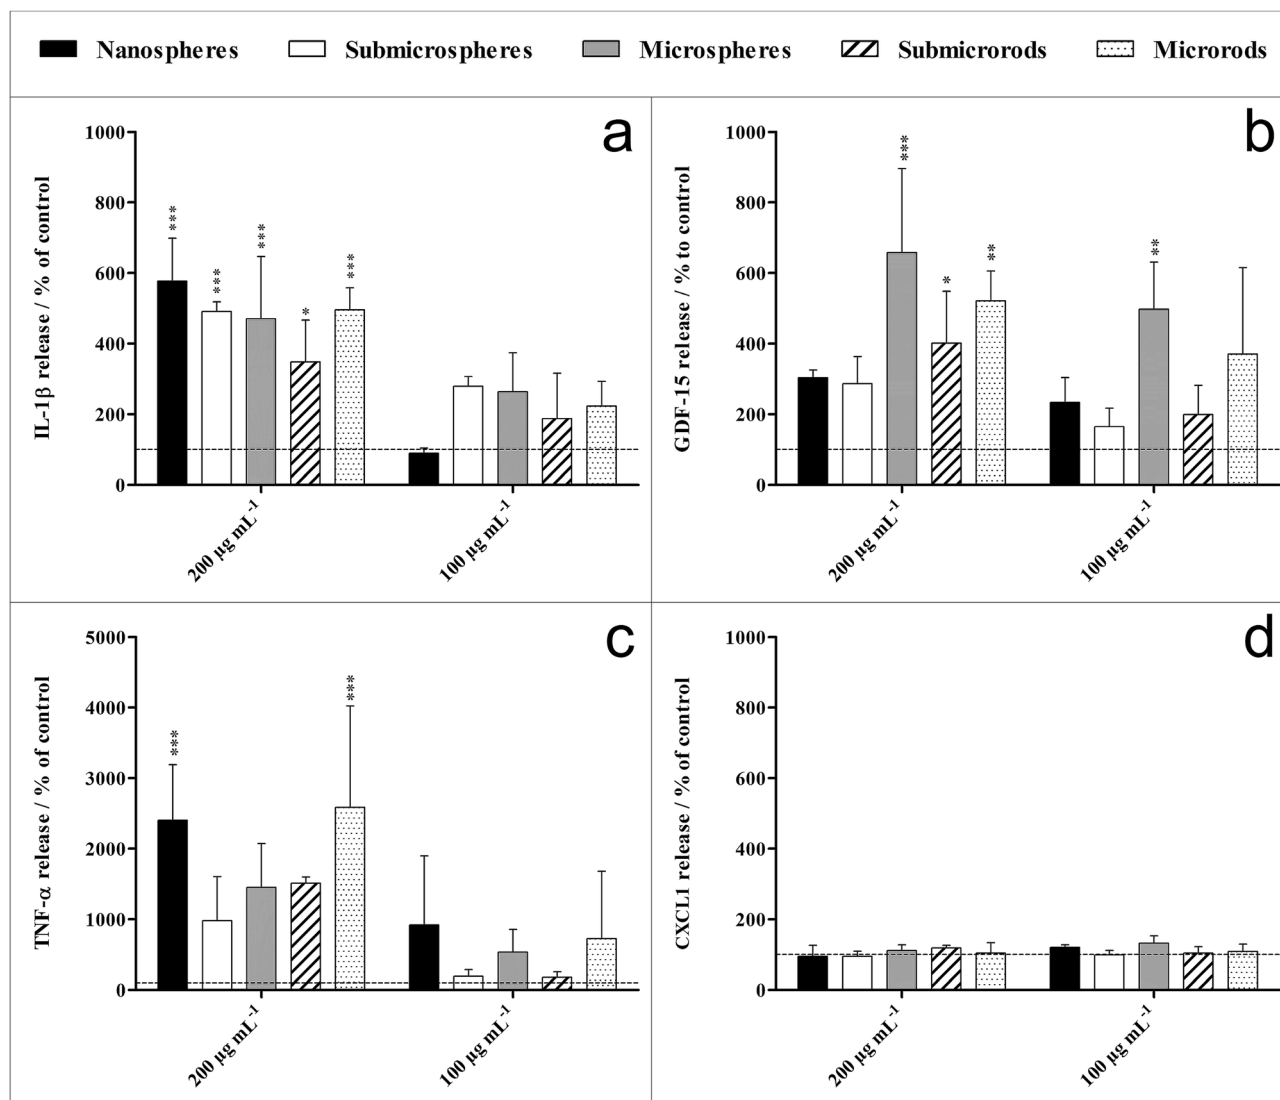 Nanospheres Submicrospheres Microspheres Submicrorods Microrods
a
IL-1β release / % of control
1000
800
600
400
200
0
*** *** *** * ***
200 µg mL-1
100 µg mL-1
b
GDF-15 release / % to control
1000
800
600
400
200
0
*** * ** **
200 µg mL-1
100 µg mL-1
c
TNF-α release / % of control
5000
4000
3000
2000
1000
0
*** ***
200 µg mL-1
100 µg mL-1
d
CXCL1 release / % of control
1000
800
600
400
200
0
200 µg mL-1
100 µg mL-1